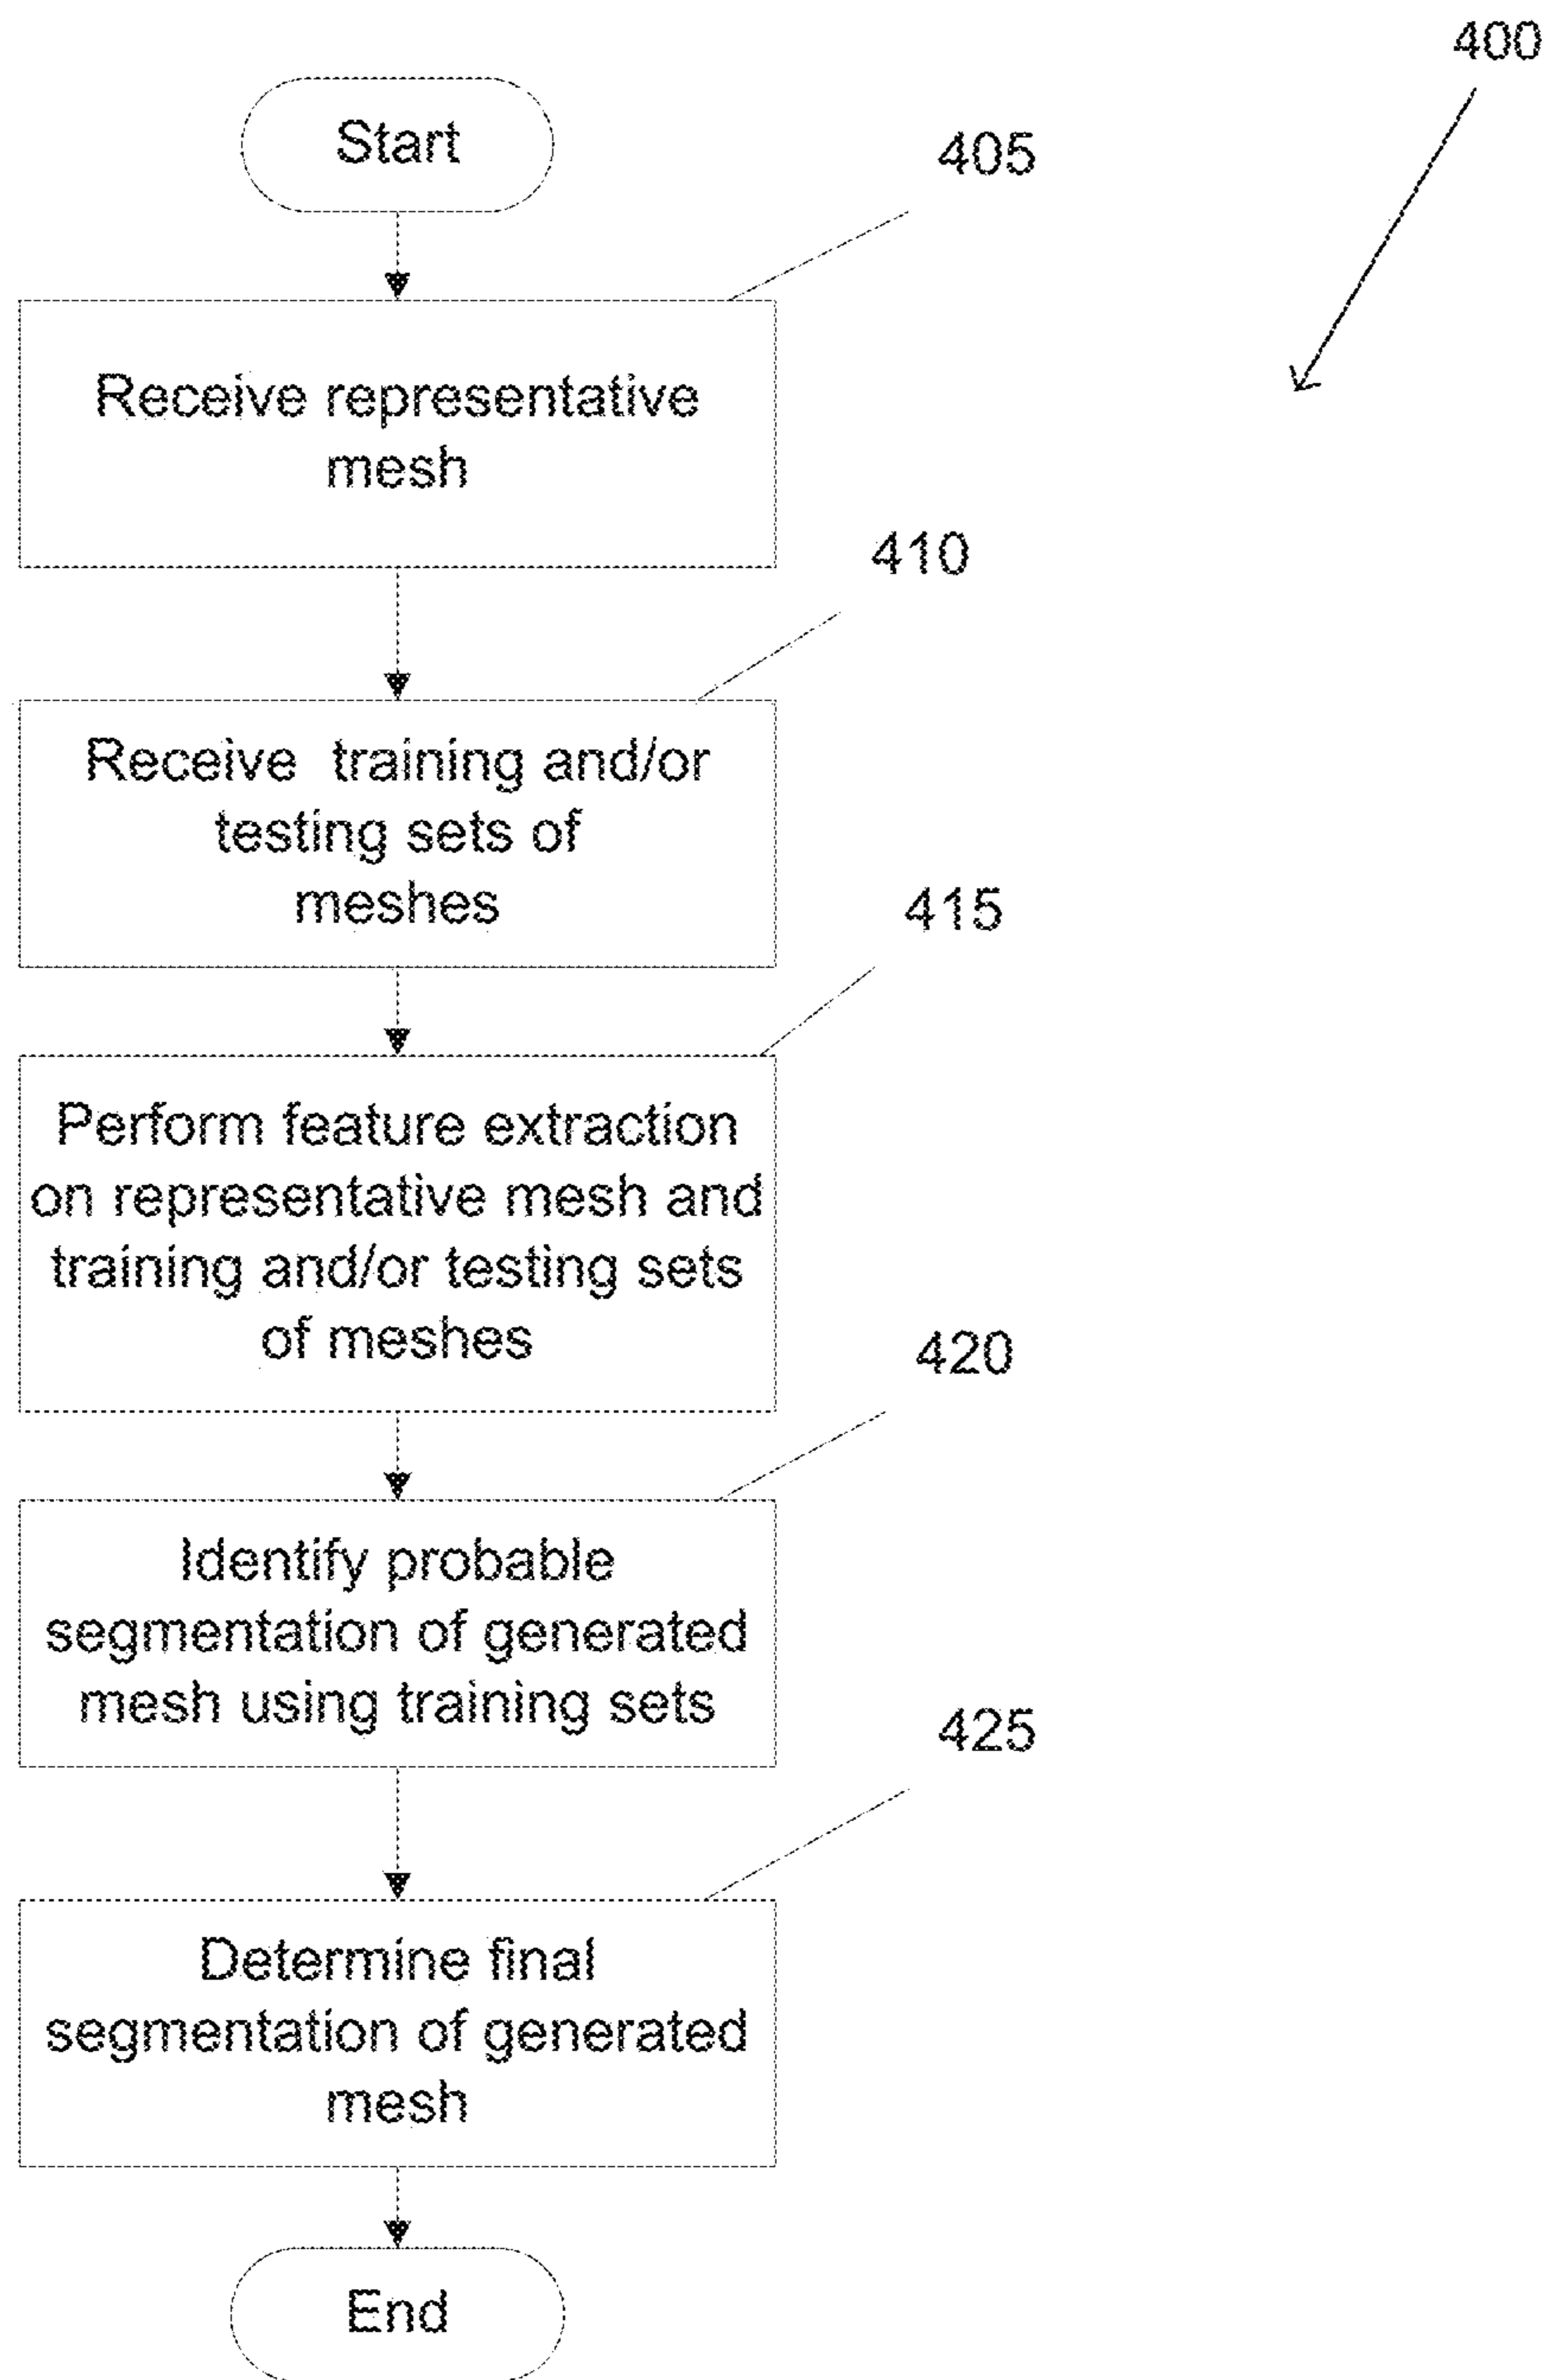 400
Start
405
Receive representative
mesh
410
Receive training and/or
testing sets of
meshes
415
Perform feature extraction
on representative mesh and
training and/or testing sets
of meshes
420
Identify probable
segmentation of generated
mesh using training sets
425
Determine final
segmentation of generated
mesh
End